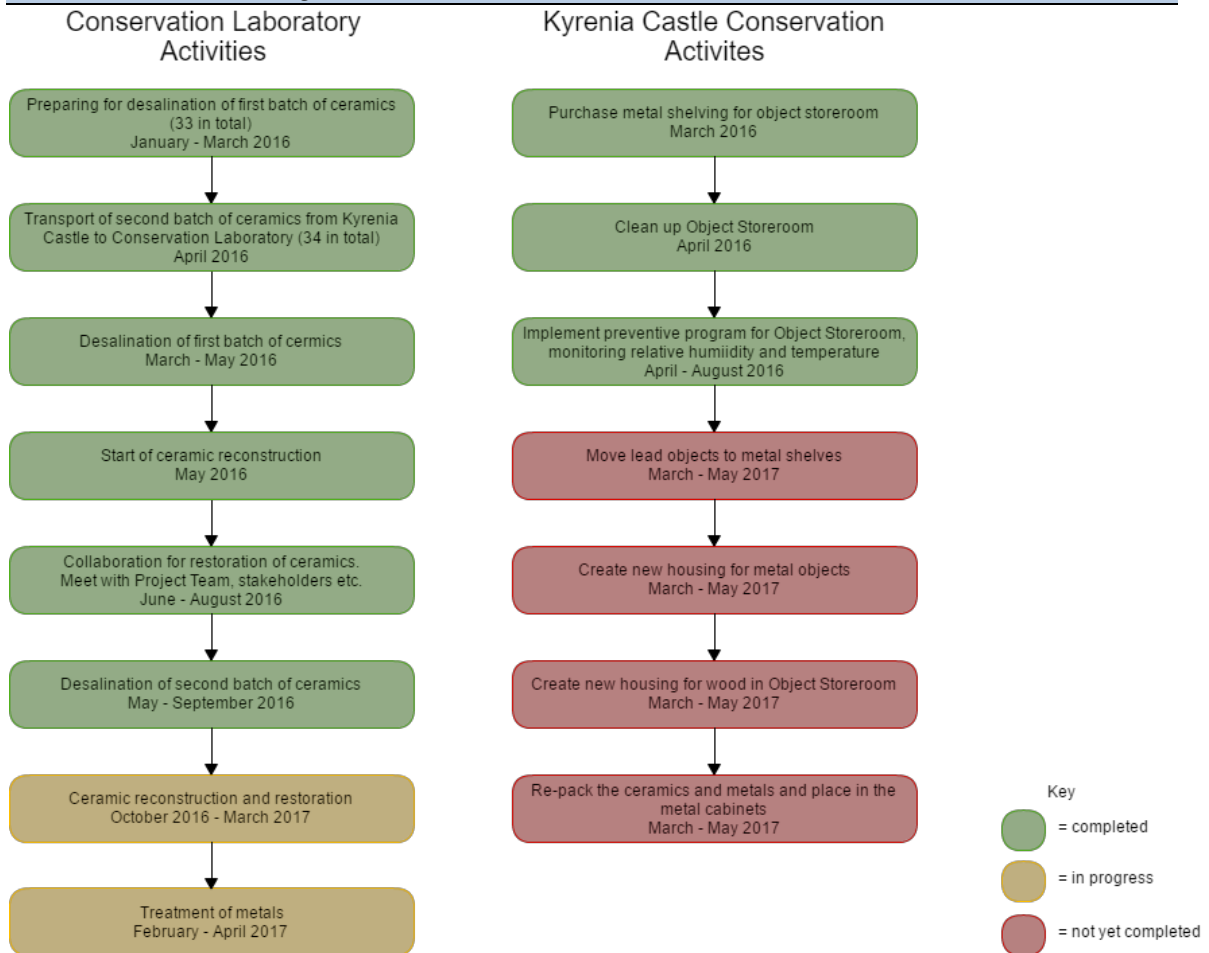 Conservation Laboratory
Activities
Preparing for desalination of first batch of ceramics
(33 in total)
January - March 2016
Transport of second batch of ceramics from Kyrenia
Castle to Conservation Laboratory (34 in total)
April 2016
Desalination of first batch of cermics
March - May 2016
Start of ceramic reconstruction
May 2016
Collaboration for restoration of ceramics.
Meet with Project Team, stakeholders etc.
June - August 2016
Desalination of second batch of ceramics
May - September 2016
Ceramic reconstruction and restoration
October 2016 - March 2017
Treatment of metals
February - April 2017
Kyrenia Castle Conservation
Activites
Purchase metal shelving for object storeroom
March 2016
Clean up Object Storeroom
April 2016
Implement preventive program for Object Storeroom,
monitoring relative humiidity and temperature
April - August 2016
Move lead objects to metal shelves
March - May 2017
Create new housing for metal objects
March - May 2017
Create new housing for wood in Object Storeroom
March - May 2017
Re-pack the ceramics and metals and place in the
metal cabinets
March - May 2017
Key
= completed
= in progress
= not yet completed